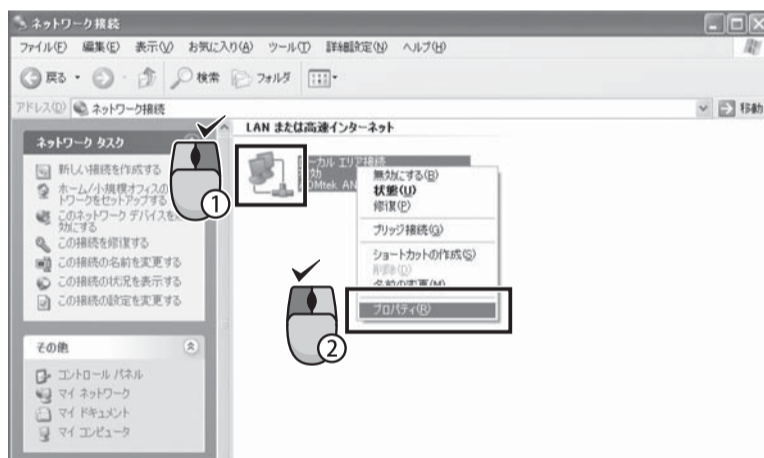 ネットワーク接続
ファイル(F) 編集(E) 表示(V) お気に入り(A) ツール(T) 詳細設定(N) ヘルプ(H)
戻る 検索 フォルダ
アドレス(D) ネットワーク接続 移動
ネットワーク タスク
新しい接続を作成する
ホーム/小規模オフィスの
トワークをセットアップする
このネットワーク デバイスを
効にする
この接続を修復する
この接続の名前を変更する
この接続の状況を表示する
この接続の設定を変更する
その他
コントロール パネル
マイ ネットワーク
マイ ドキュメント
マイ コンピュータ
LAN または高速インターネット
ーカル エリア接続
効
DMtek AN
無効にする(B)
状態(U)
修復(P)
ブリッジ接続(G)
ショートカットの作成(S)
削除(D)
名前の変更(M)
プロパティ(R)
1
2